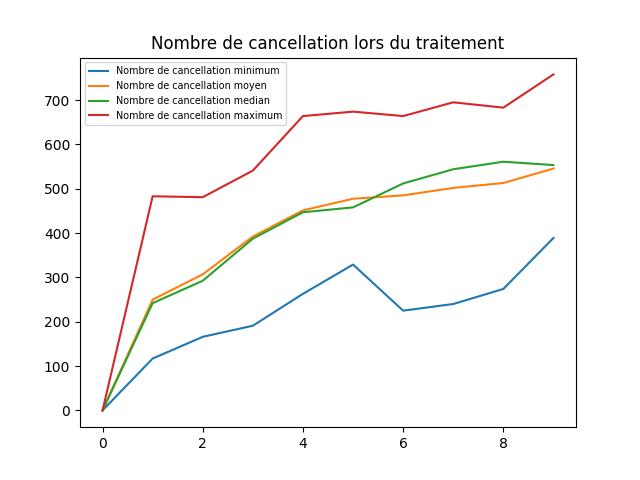 Nombre de cancellation lors du traitement
Nombre de cancellation minimum
Nombre de cancellation moyen
Nombre de cancellation median
Nombre de cancellation maximum
700
600
500
400
300
200
100
0
0 2 4 6 8